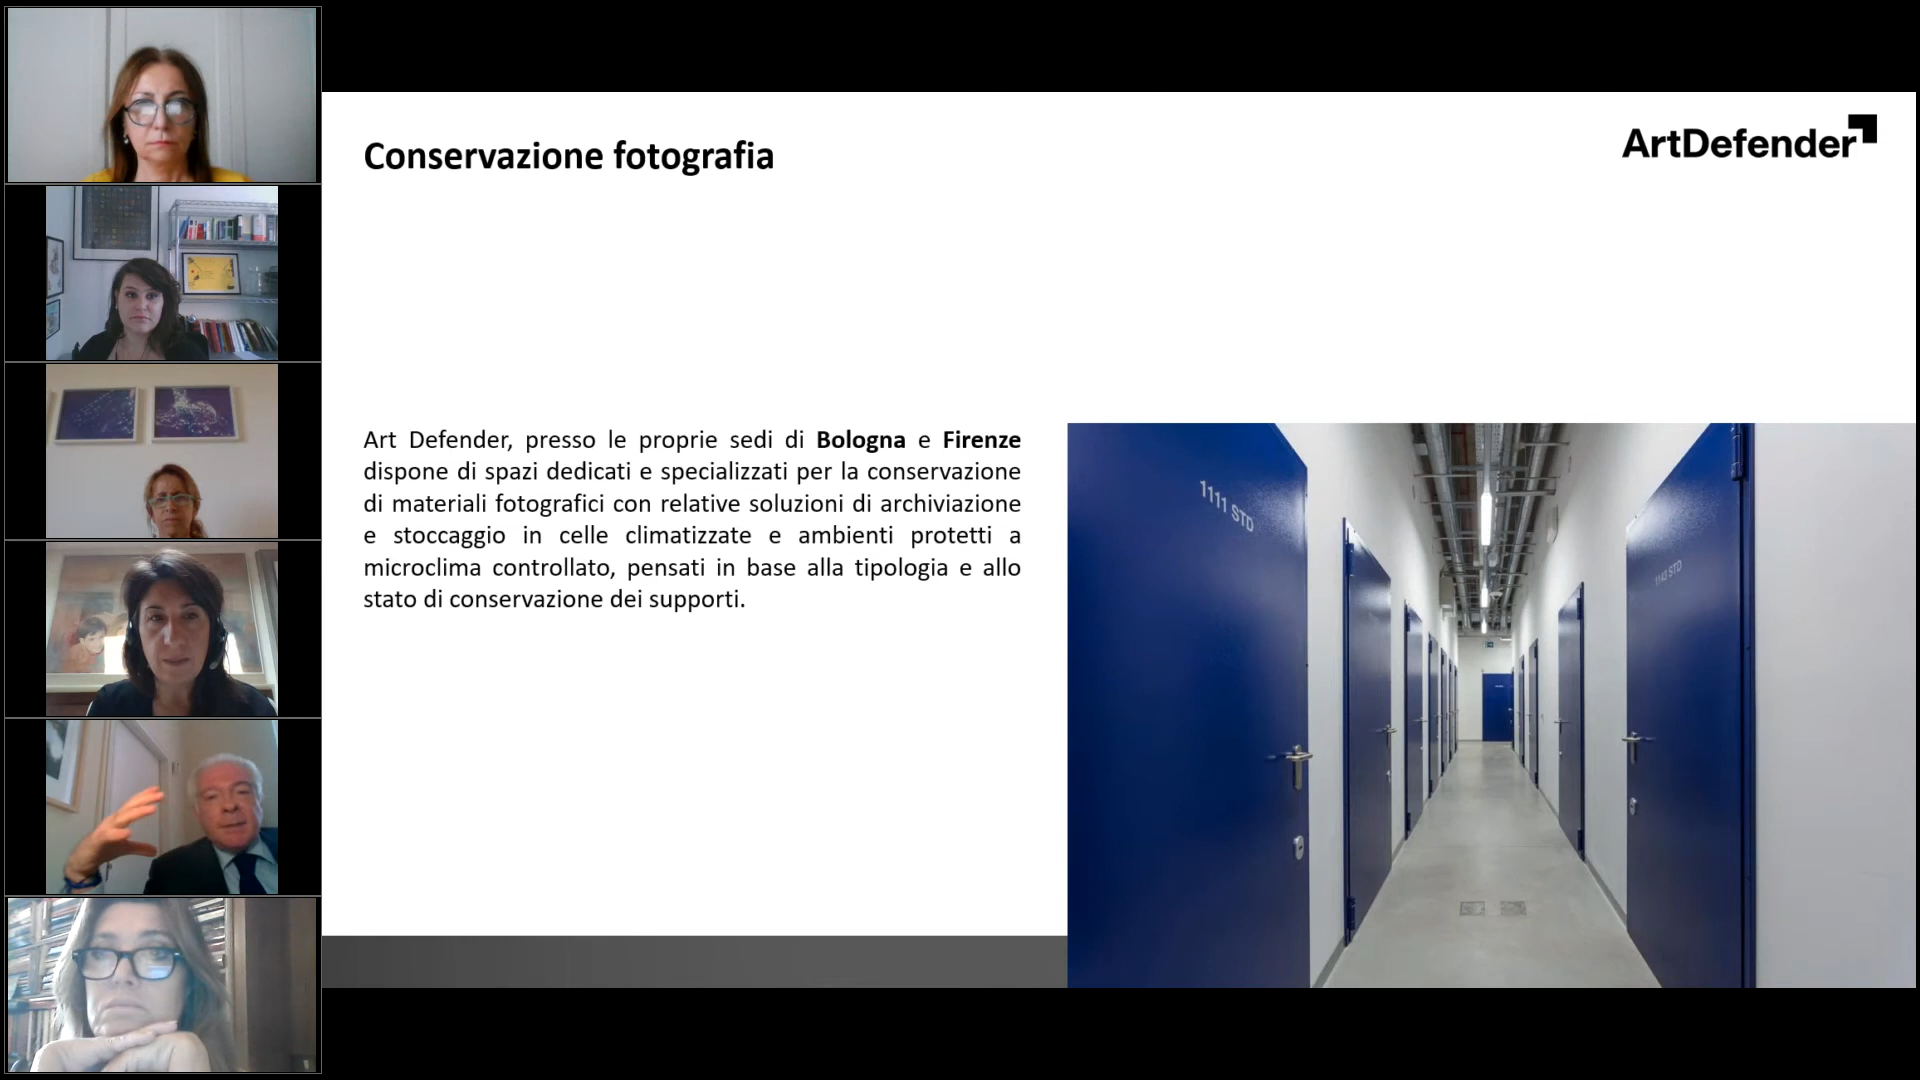 Conservazione fotografia
ArtDefender
Art Defender, presso le proprie sedi di Bologna e Firenze
dispone di spazi dedicati e specializzati per la conservazione
di materiali fotografici con relative soluzioni di archiviazione
e stoccaggio in celle climatizzate e ambienti protetti a
microclima controllato, pensati in base alla tipologia e allo
stato di conservazione dei supporti.
1111 STD
1143 STD